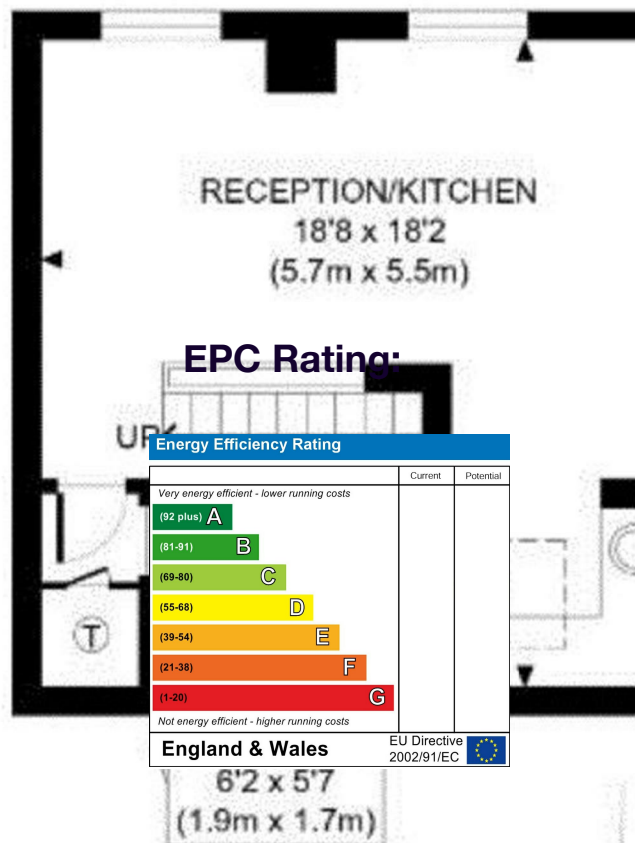 RECEPTION/KITCHEN
18'8 x 18'2
(5.7m x 5.5m)
EPC Rating:
UP
Energy Efficiency Rating
Current Potential
Very energy efficient - lower running costs
(92 plus) A
(81-91) B
(69-80) C
(55-68) D
(39-54) E
(21-38) F
(1-20) G
T
Not energy efficient - higher running costs
England & Wales
EU Directive
2002/91/EC
6'2 x 5'7
(1.9m x 1.7m)